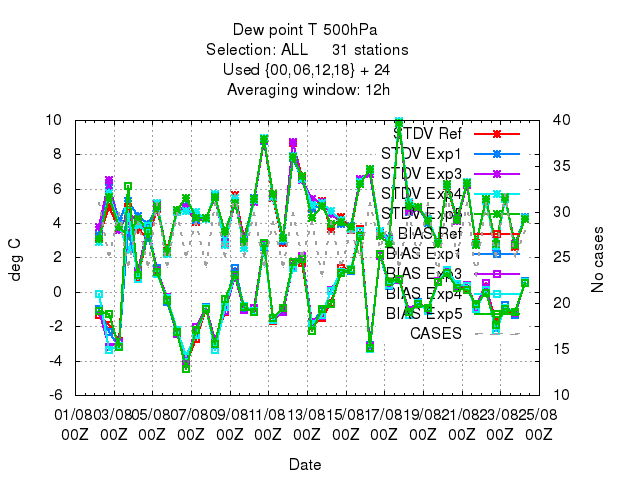 Dew point T 500hPa
Selection: ALL 31 stations
Used {00,06,12,18} + 24
Averaging window: 12h
10
8
6
4
2
0
-2
-4
-6
deg C
40
35
30
25
20
15
10
No cases
STDV Ref
STDV Exp1
STDV Exp3
STDV Exp4
STDV Exp5
BIAS Ref
BIAS Exp1
BIAS Exp3
BIAS Exp4
BIAS Exp5
CASES
01/08 03/08 05/08 07/08 09/08 11/08 13/08 15/08 17/08 19/08 21/08 23/08 25/08
00Z 00Z 00Z 00Z 00Z 00Z 00Z 00Z 00Z 00Z 00Z 00Z 00Z
Date